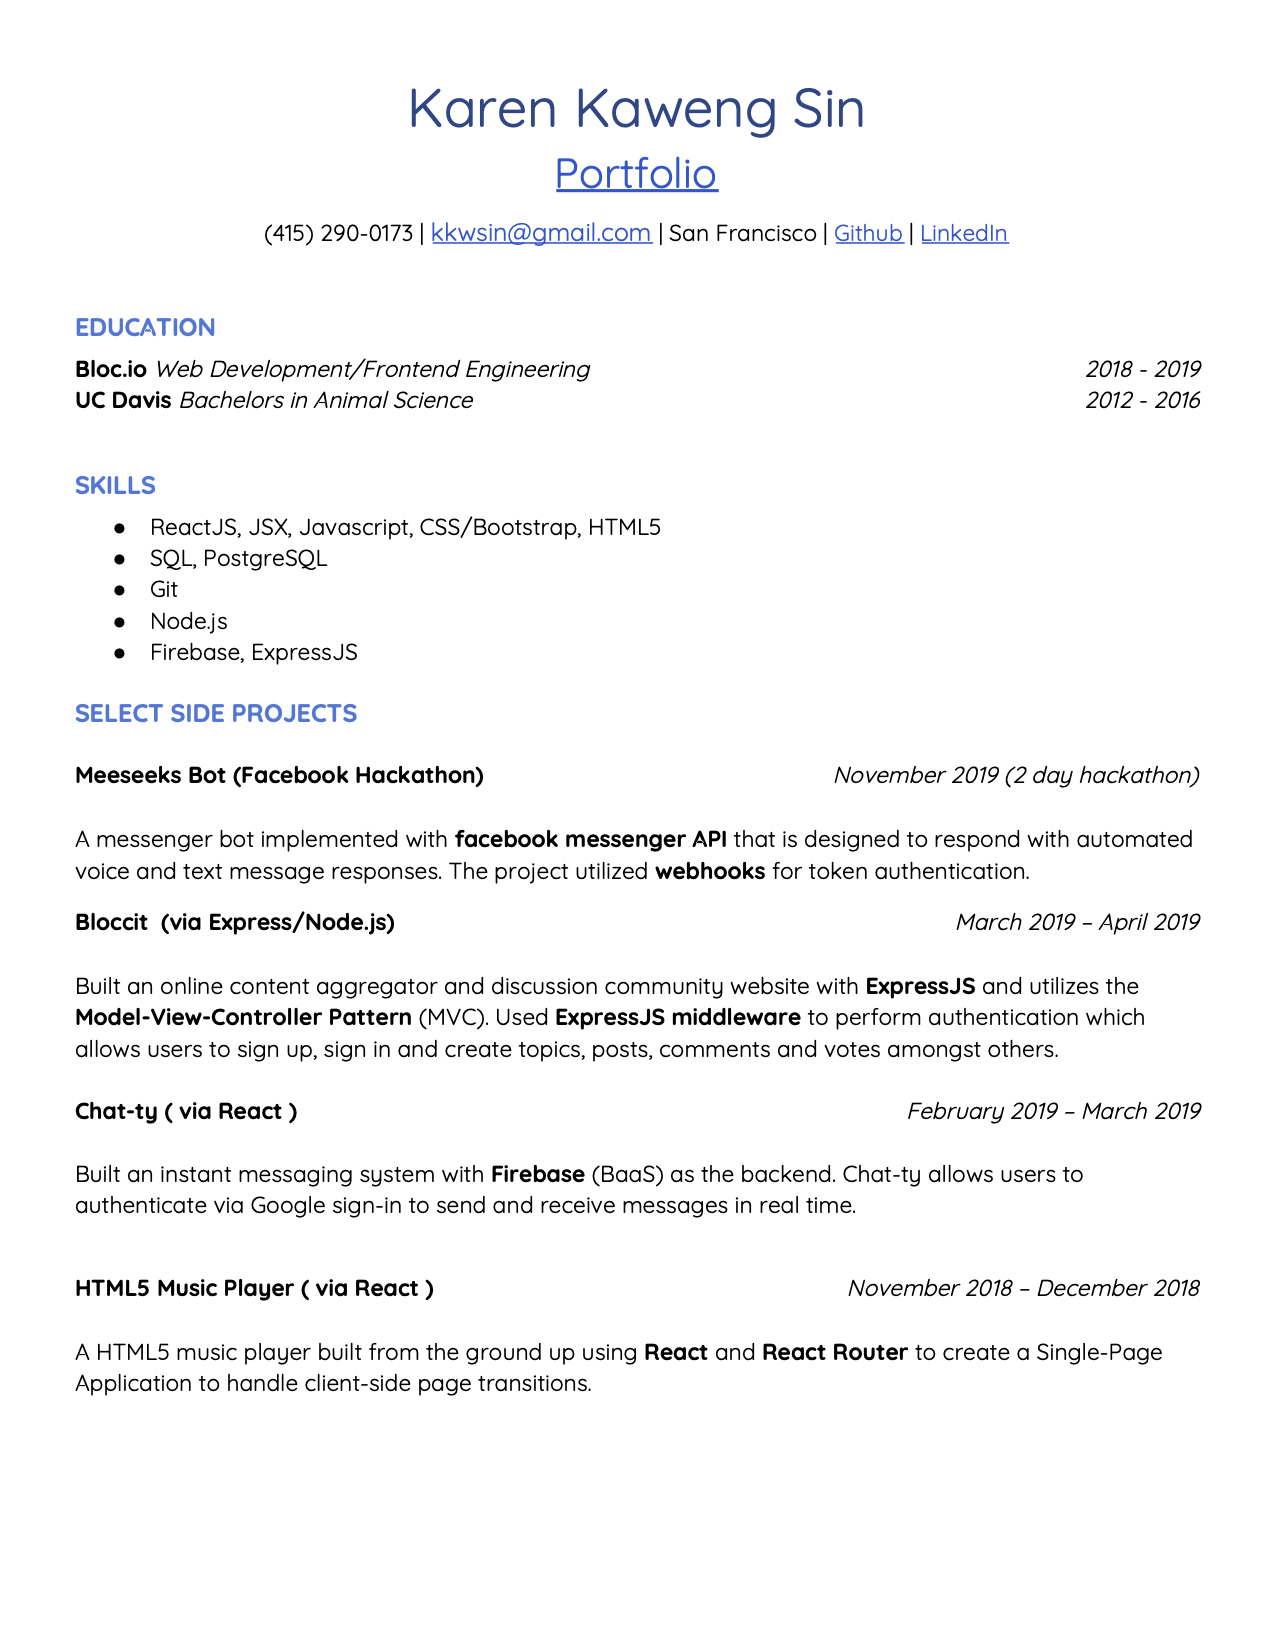 Karen Kaweng Sin
Portfolio
(415) 290-0173 | kkwsin@gmail.com | San Francisco | Github | LinkedIn
EDUCATION
Bloc.io Web Development/Frontend Engineering 2018 - 2019
UC Davis Bachelors in Animal Science 2012 - 2016
SKILLS
● ReactJS, JSX, Javascript, CSS/Bootstrap, HTML5
● SQL, PostgreSQL
● Git
● Node.js
● Firebase, ExpressJS
SELECT SIDE PROJECTS
Meeseeks Bot (Facebook Hackathon) November 2019 (2 day hackathon)
A messenger bot implemented with facebook messenger API that is designed to respond with automated
voice and text message responses. The project utilized webhooks for token authentication.
Bloccit  (via Express/Node.js) March 2019 – April 2019
Built an online content aggregator and discussion community website with ExpressJS and utilizes the
Model-View-Controller Pattern (MVC). Used ExpressJS middleware to perform authentication which
allows users to sign up, sign in and create topics, posts, comments and votes amongst others.
Chat-ty ( via React ) February 2019 – March 2019
Built an instant messaging system with Firebase (BaaS) as the backend. Chat-ty allows users to
authenticate via Google sign-in to send and receive messages in real time.
HTML5 Music Player ( via React ) November 2018 – December 2018
A HTML5 music player built from the ground up using React and React Router to create a Single-Page
Application to handle client-side page transitions.